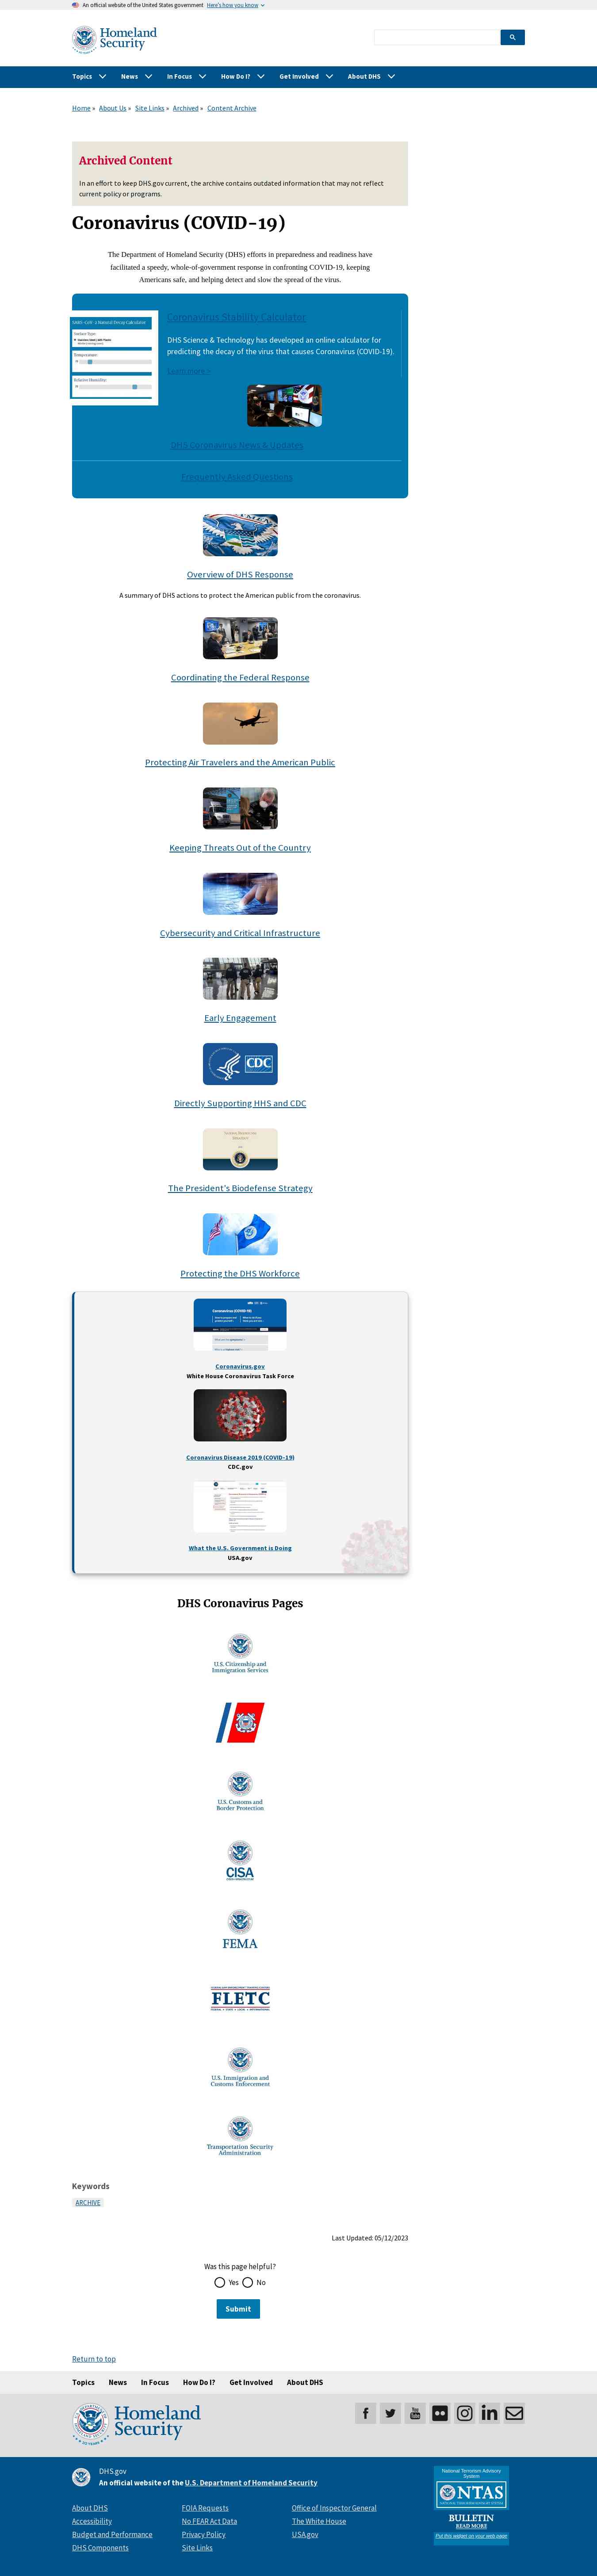 An official website of the United States government Here's how you know
Homeland
Security
Topics News In Focus How Do I? Get Involved About DHS
Home » About Us » Site Links » Archived » Content Archive
Archived Content
In an effort to keep DHS.gov current, the archive contains outdated information that may not reflect
current policy or programs.
Coronavirus (COVID-19)
The Department of Homeland Security (DHS) efforts in preparedness and readiness have
facilitated a speedy, whole-of-government response in confronting COVID-19, keeping
Americans safe, and helping detect and slow the spread of the virus.
Coronavirus Stability Calculator
Surface Type:
Temperature:
Relative Humidity:
DHS Science & Technology has developed an online calculator for
predicting the decay of the virus that causes Coronavirus (COVID-19).
Learn more >
DHS Coronavirus News & Updates
Frequently Asked Questions
Overview of DHS Response
A summary of DHS actions to protect the American public from the coronavirus.
Coordinating the Federal Response
Protecting Air Travelers and the American Public
Keeping Threats Out of the Country
Cybersecurity and Critical Infrastructure
Early Engagement
CDC
Directly Supporting HHS and CDC
The President's Biodefense Strategy
Protecting the DHS Workforce
Coronavirus (COVID-19)
Coronavirus.gov
White House Coronavirus Task Force
Coronavirus Disease 2019 (COVID-19)
CDC.gov
What the U.S. Government is Doing
USA.gov
DHS Coronavirus Pages
U.S. Citizenship and
Immigration Services
U.S. Customs and
Border Protection
CISA
FEMA
FLETC
U.S. Immigration and
Customs Enforcement
Transportation Security
Administration
Keywords
ARCHIVE
Last Updated: 05/12/2023
Was this page helpful?
Yes No
Submit
Return to top
Topics News In Focus How Do I? Get Involved About DHS
Homeland
Security
DHS.gov
An official website of the U.S. Department of Homeland Security
About DHS
Accessibility
Budget and Performance
DHS Components
FOIA Requests
No FEAR Act Data
Privacy Policy
Site Links
Office of Inspector General
The White House
USA.gov
National Terrorism Advisory
System
NTAS
BULLETIN
READ MORE
Put this widget on your web page